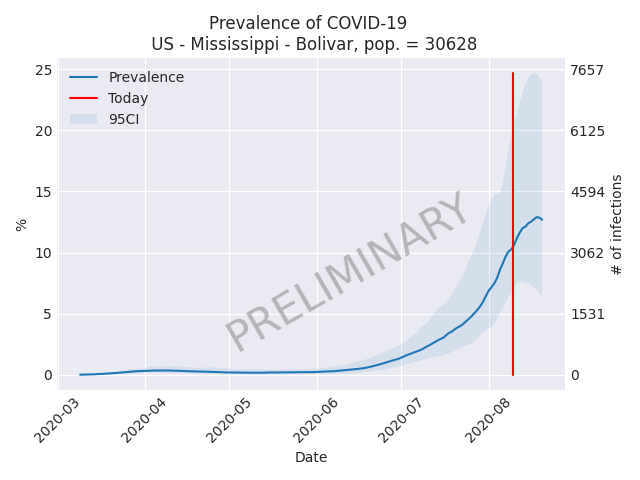 Prevalence of COVID-19
US - Mississippi - Bolivar, pop. = 30628
Prevalence
Today
95CI
25
20
15
10
5
0
%
7657
6125
4594
3062
1531
0
# of infections
PRELIMINARY
2020-03
2020-04
2020-05
2020-06
2020-07
2020-08
Date